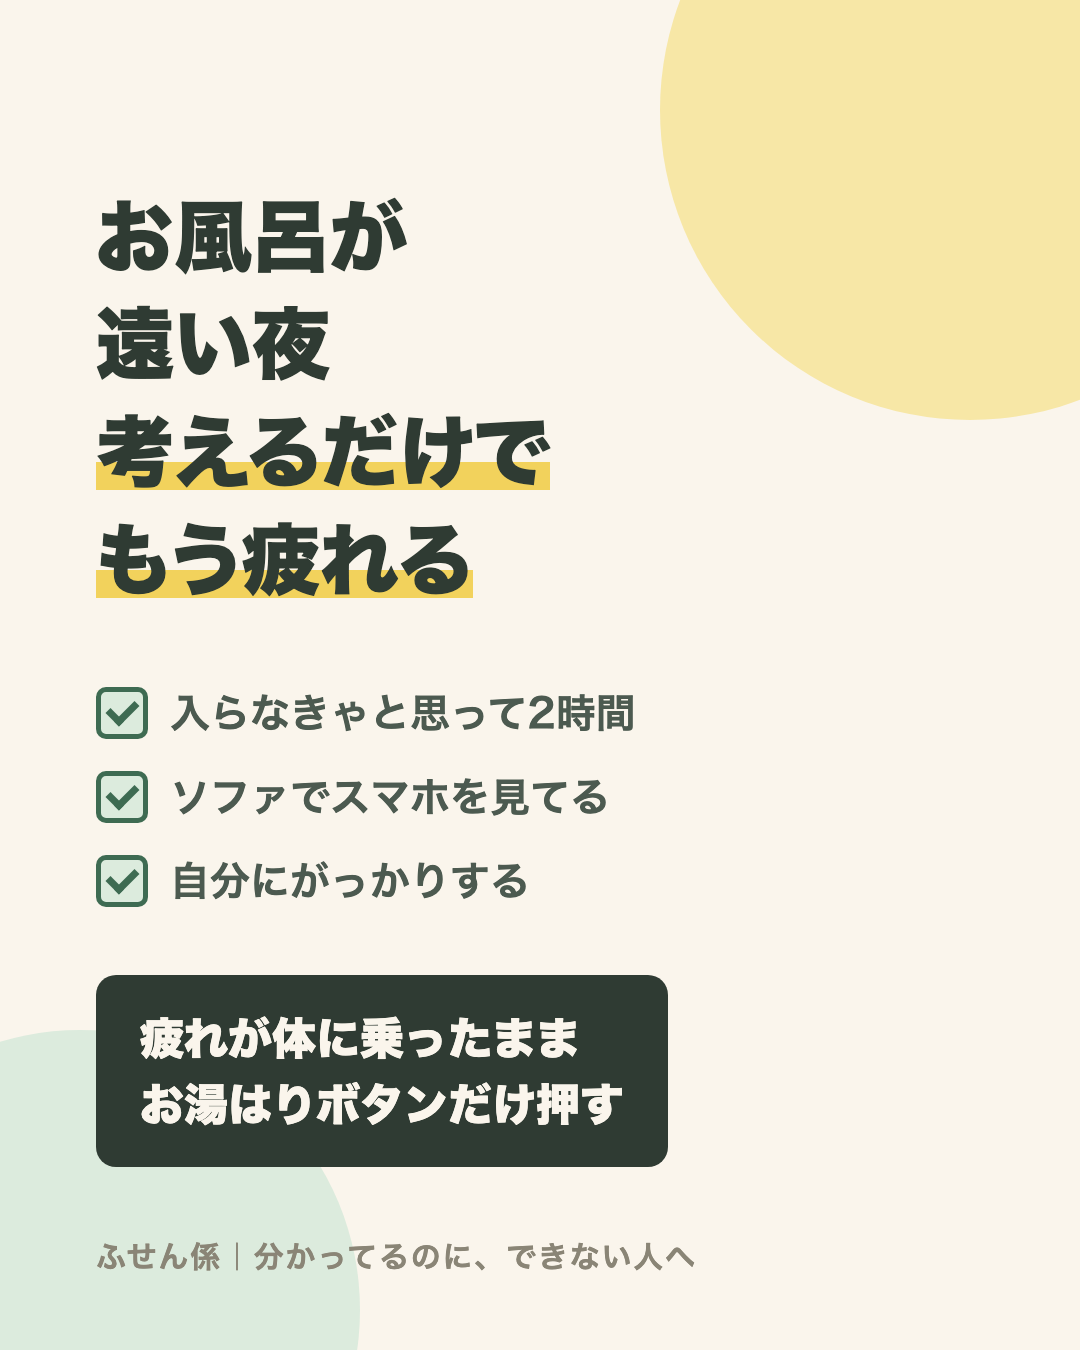 お風呂が
遠い夜
考えるだけで
もう疲れる
入らなきゃと思って2時間
ソファでスマホを見てる
自分にがっかりする
疲れが体に乗ったまま
お湯はりボタンだけ押す
ふせん係｜分かってるのに、できない人へ